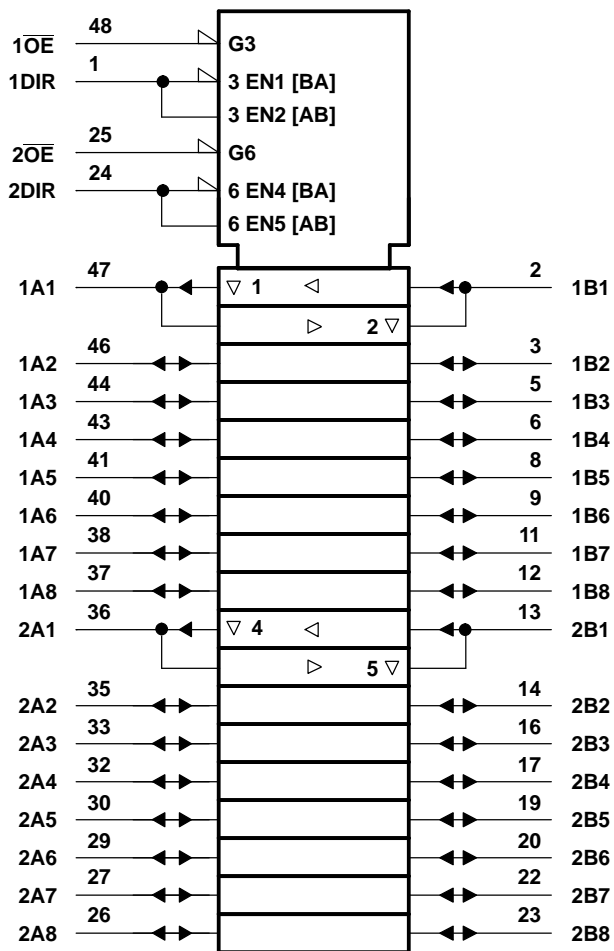 1OE 48 G3
1DIR 1 3 EN1 [BA]
3 EN2 [AB]
2OE 25 G6
2DIR 24 6 EN4 [BA]
6 EN5 [AB]
1A1 47 ▽ 1 ◁ 2 1B1
▷ 2 ▽
1A2 46 3 1B2
1A3 44 5 1B3
1A4 43 6 1B4
1A5 41 8 1B5
1A6 40 9 1B6
1A7 38 11 1B7
1A8 37 12 1B8
2A1 36 ▽ 4 ◁ 13 2B1
▷ 5 ▽
2A2 35 14 2B2
2A3 33 16 2B3
2A4 32 17 2B4
2A5 30 19 2B5
2A6 29 20 2B6
2A7 27 22 2B7
2A8 26 23 2B8